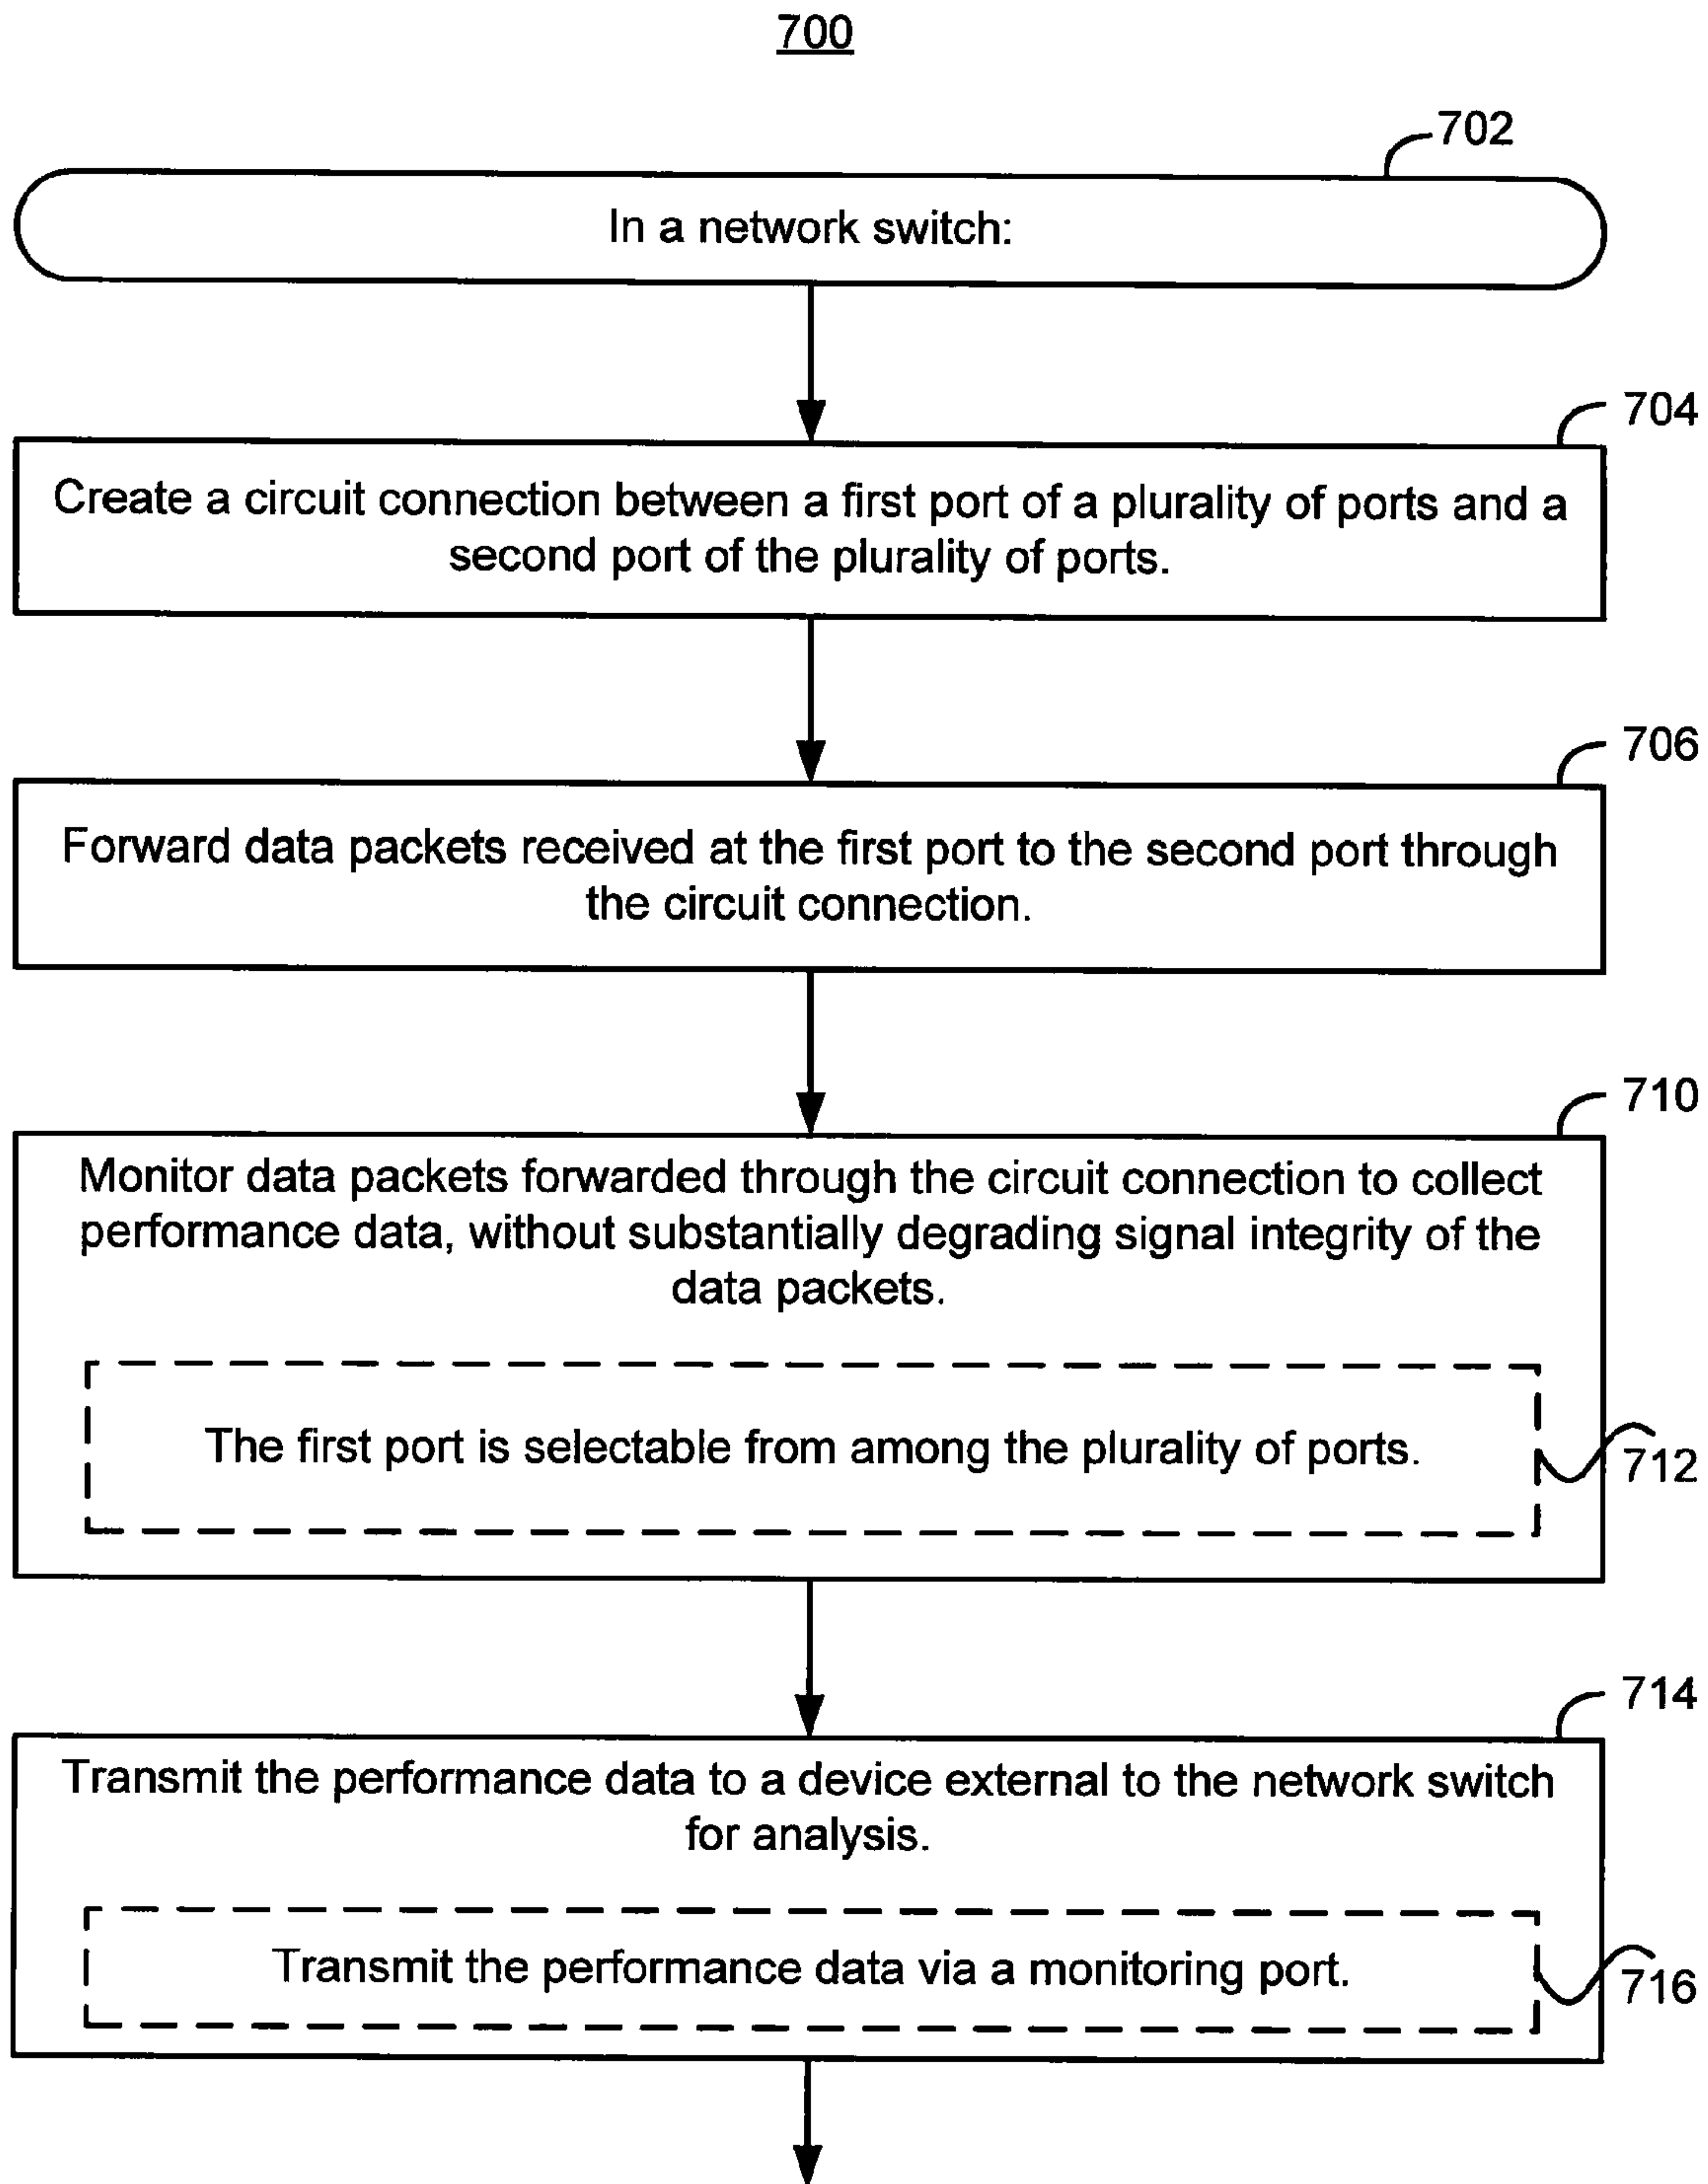 700
702
In a network switch:
704
Create a circuit connection between a first port of a plurality of ports and a
second port of the plurality of ports.
706
Forward data packets received at the first port to the second port through
the circuit connection.
710
Monitor data packets forwarded through the circuit connection to collect
performance data, without substantially degrading signal integrity of the
data packets.
The first port is selectable from among the plurality of ports.
712
714
Transmit the performance data to a device external to the network switch
for analysis.
Transmit the performance data via a monitoring port.
716